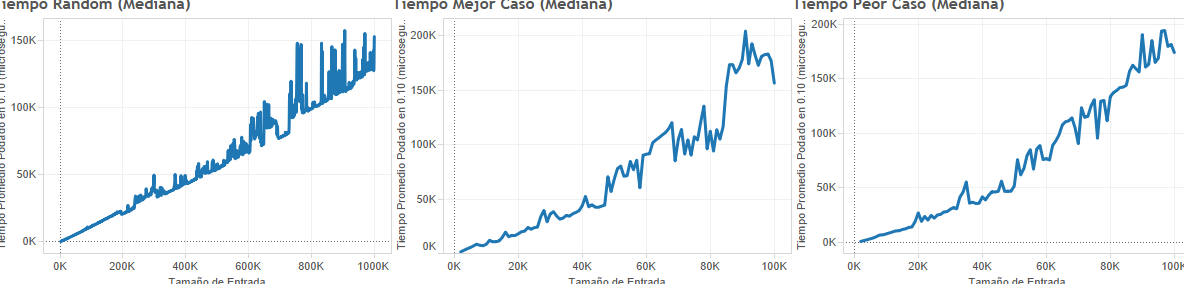 Tiempo Random (Mediana)
Tiempo Promedio Podado en 0.10 (microsegu..
150K
100K
50K
0K
0K 200K 400K 600K 800K 1000K
Tamaño de Entrada
Tiempo Mejor Caso (Mediana)
Tiempo Promedio Podado en 0.10 (microsegu..
200K
150K
100K
50K
0K
0K 20K 40K 60K 80K 100K
Tamaño de Entrada
Tiempo Peor Caso (Mediana)
Tiempo Promedio Podado en 0.10 (microsegu..
200K
150K
100K
50K
0K
0K 20K 40K 60K 80K 100K
Tamaño de Entrada